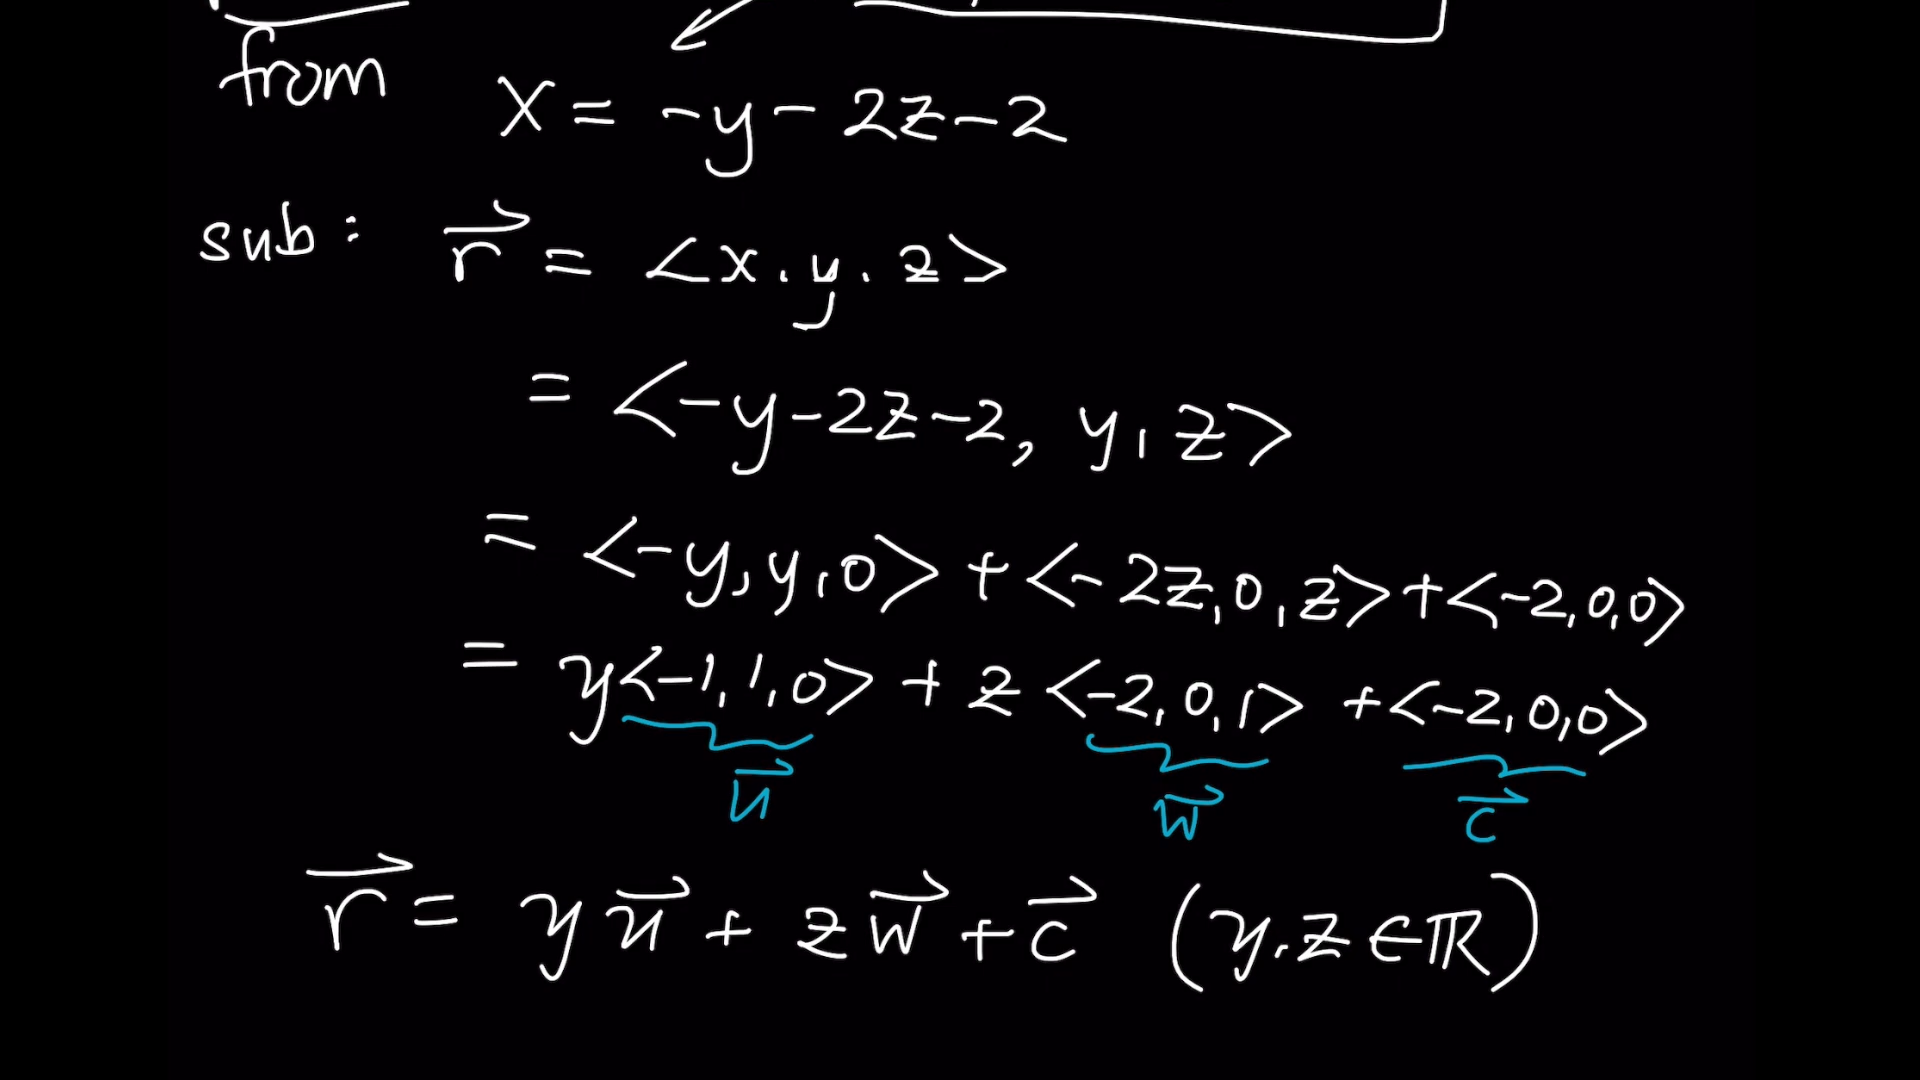 from x = -y - 2z - 2
sub: r⃗ = <x, y, z>
= <-y-2z-2, y, z>
= <-y, y, 0> + <-2z, 0, z> + <-2, 0, 0>
= y<-1, 1, 0> + z<-2, 0, 1> + <-2, 0, 0>
u⃗ w⃗ c⃗
r⃗ = yu⃗ + zw⃗ + c⃗ (y, z ∈ ℝ)